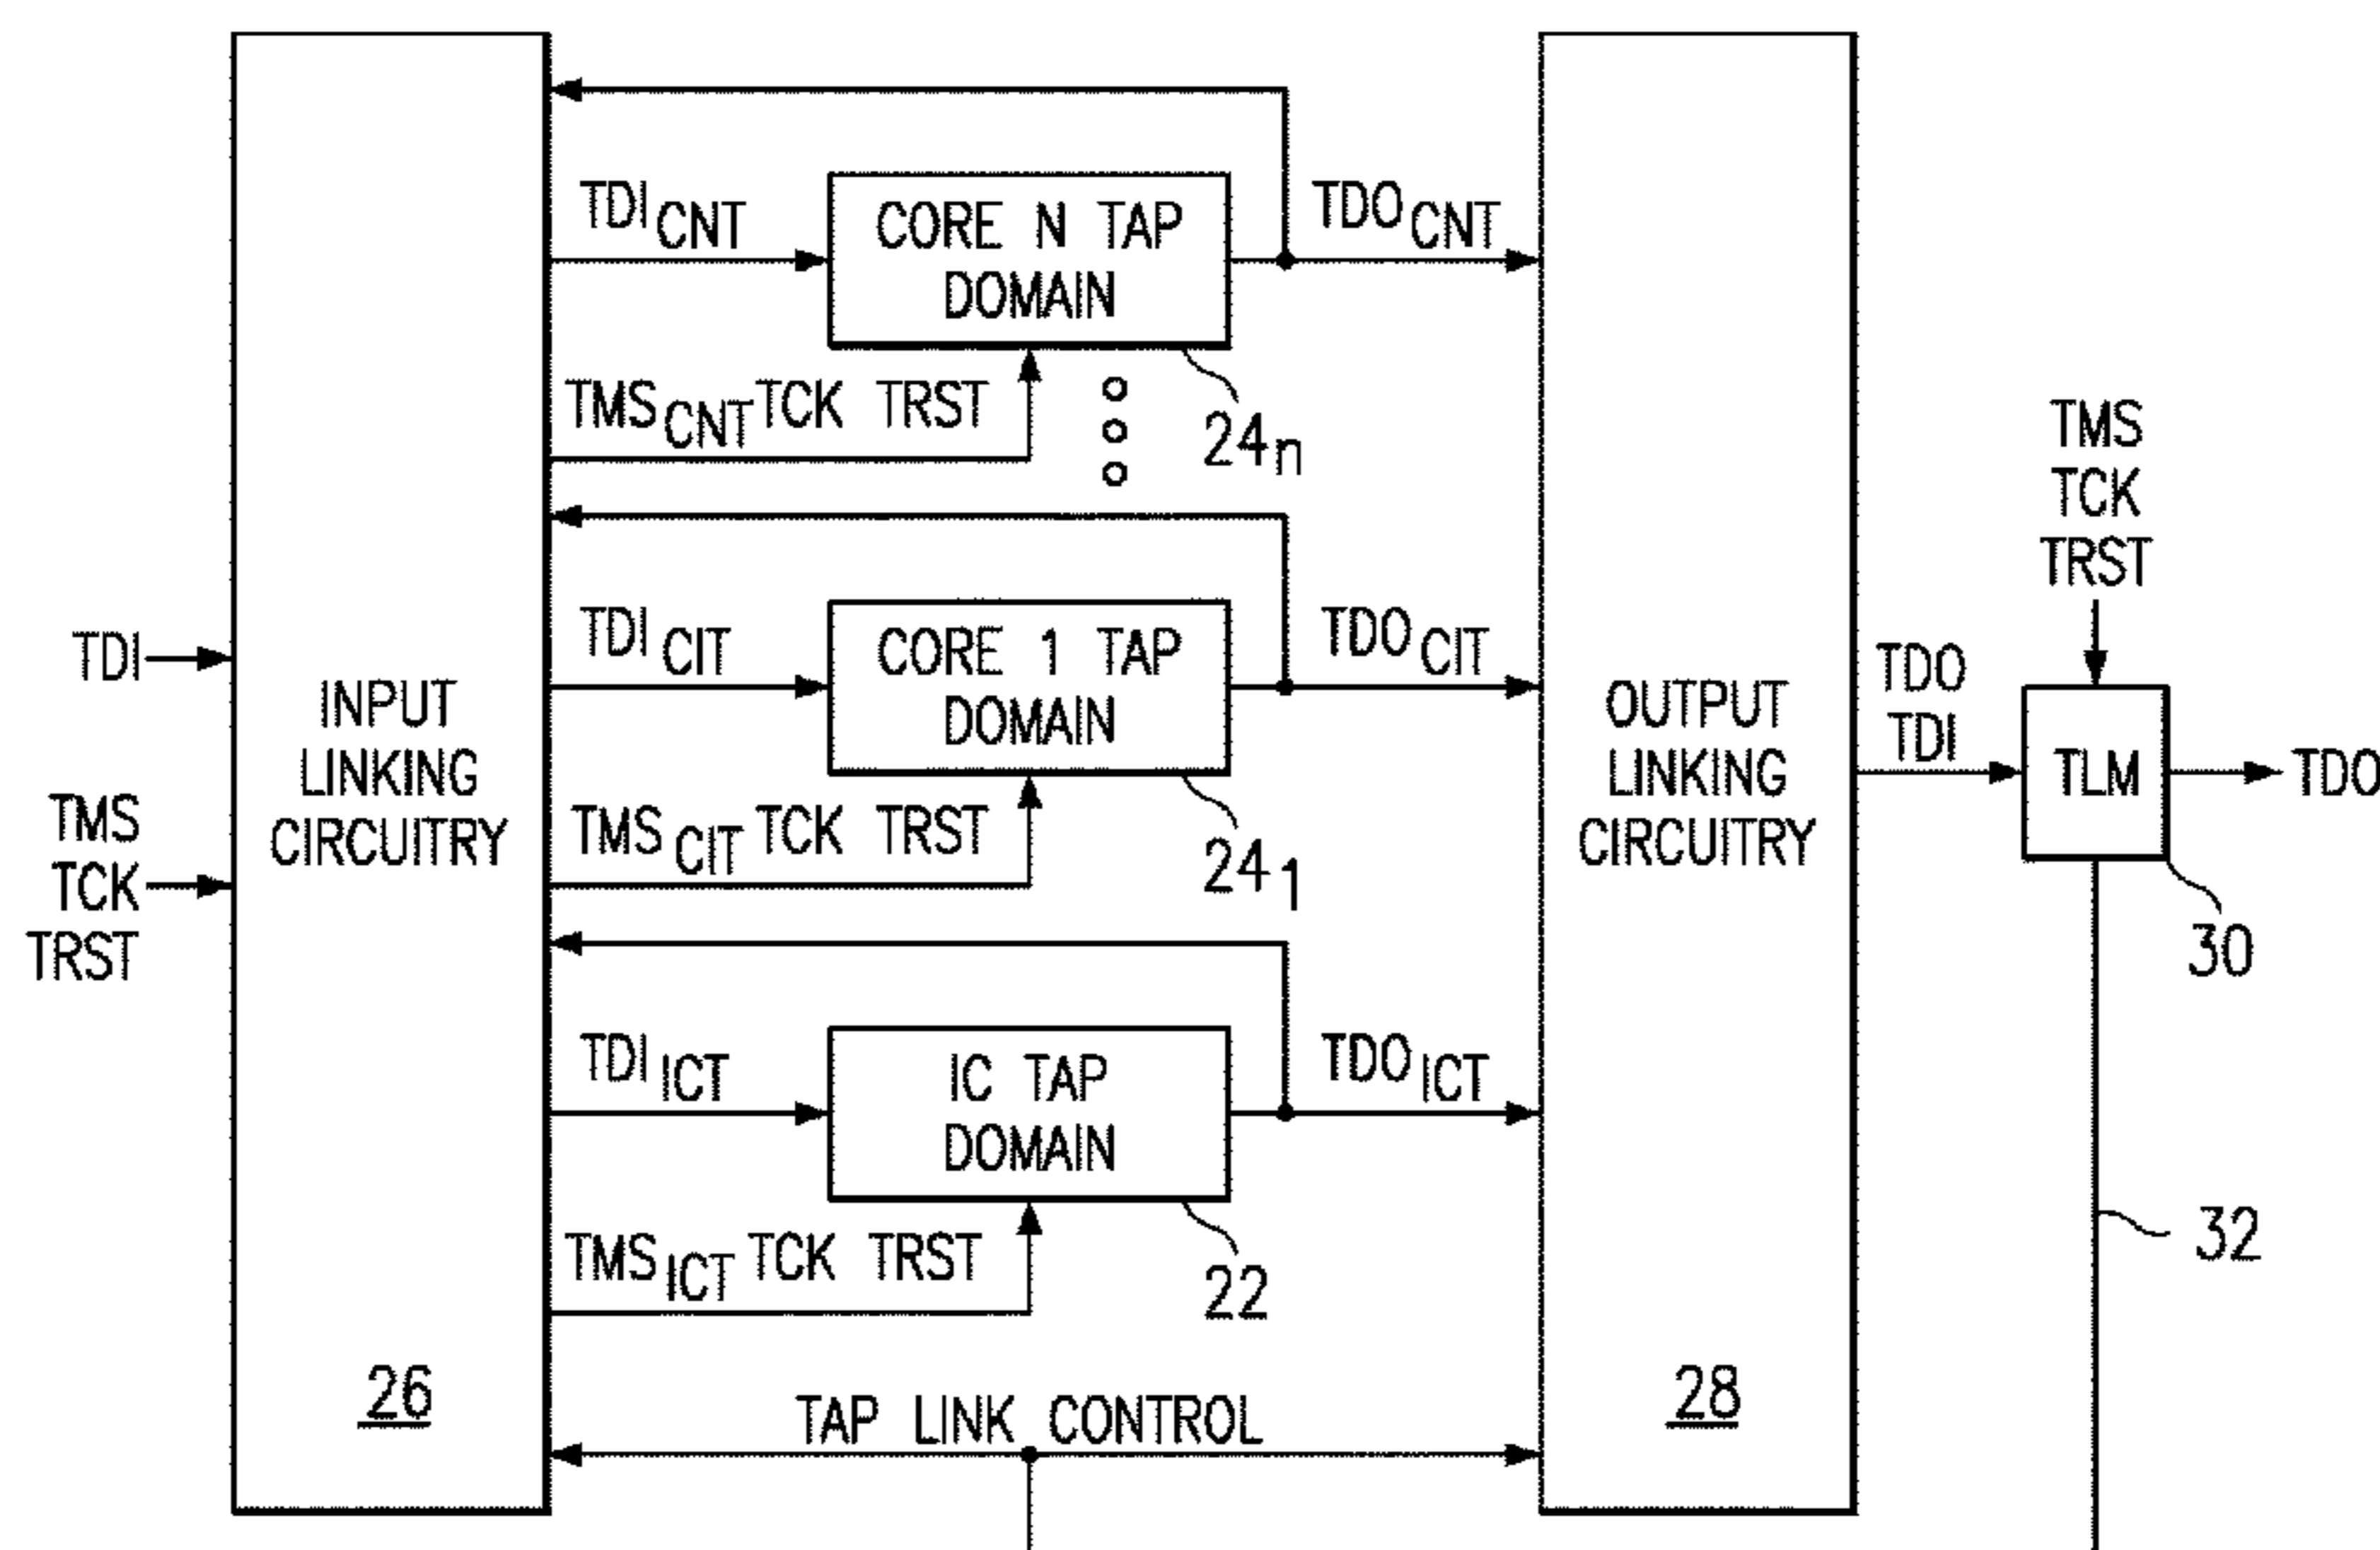 TDI
TMS
TCK
TRST
INPUT
LINKING
CIRCUITRY
26
TDI CNT
CORE N TAP
DOMAIN
TDO CNT
TMS CNT TCK TRST
24n
TDI CIT
CORE 1 TAP
DOMAIN
TDO CIT
TMS CIT TCK TRST
241
TDI ICT
IC TAP
DOMAIN
TDO ICT
TMS ICT TCK TRST
22
TAP LINK CONTROL
OUTPUT
LINKING
CIRCUITRY
28
TDO
TDI
TMS
TCK
TRST
TLM
TDO
30
32